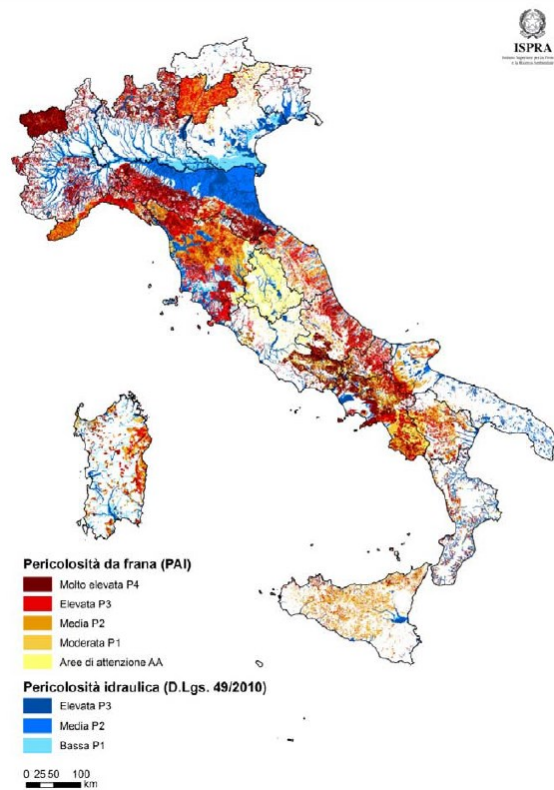 ISPRA
Pericolosità da frana (PAI)
Molto elevata P4
Elevata P3
Media P2
Moderata P1
Aree di attenzione AA
Pericolosità idraulica (D.Lgs. 49/2010)
Elevata P3
Media P2
Bassa P1
0 25 50 100
km